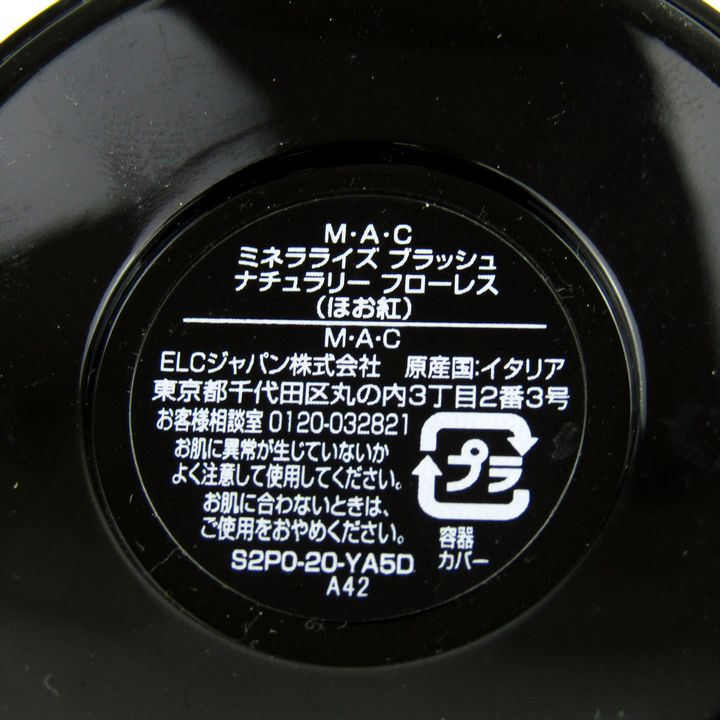 M・A・C
ミネラライズ ブラッシュ
ナチュラリー フローレス
(ほお紅)
M・A・C
ELCジャパン株式会社 原産国:イタリア
東京都千代田区丸の内3丁目2番3号
お客様相談室 0120-032821
お肌に異常が生じていないか
よく注意して使用してください。
お肌に合わないときは、
ご使用をおやめください。
プラ
容器
カバー
S2P0-20-YA5D
A42